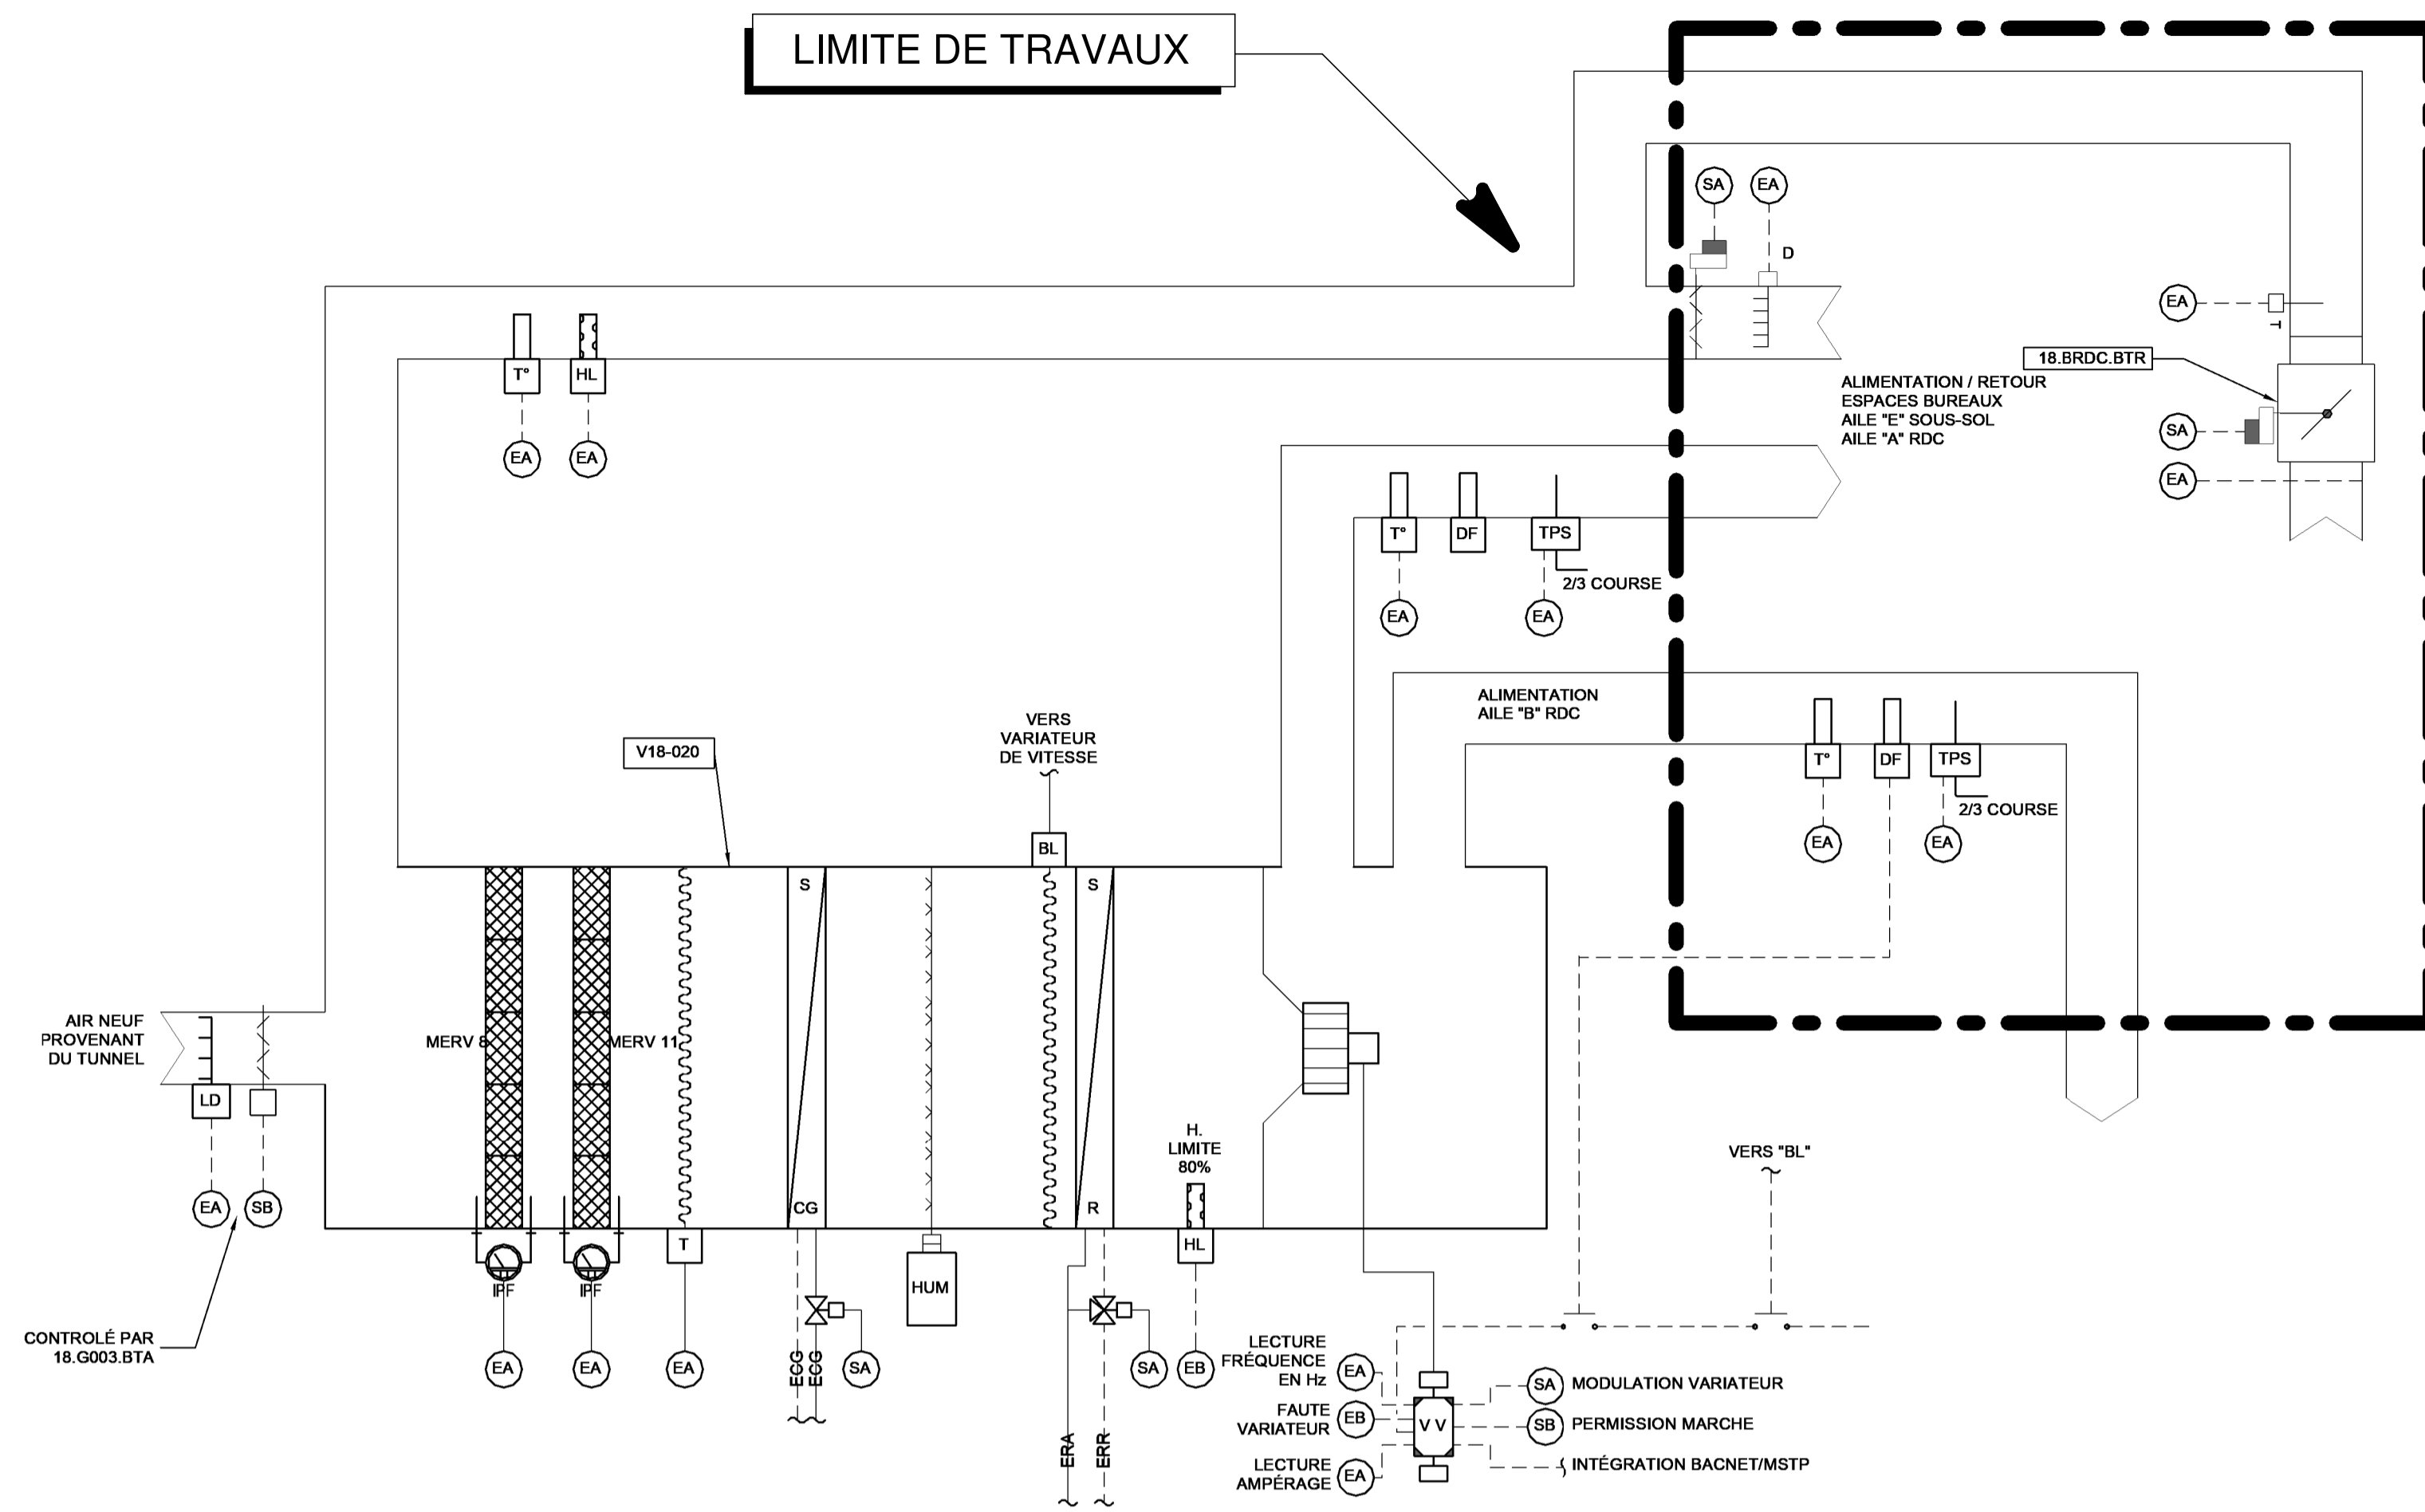 LIMITE DE TRAVAUX
SA
EA
D
EA
T
18.BRDC.BTR
ALIMENTATION / RETOUR
ESPACES BUREAUX
AILE "E" SOUS-SOL
AILE "A" RDC
SA
EA
T°
HL
EA
EA
T°
DF
TPS
2/3 COURSE
EA
EA
ALIMENTATION
AILE "B" RDC
VERS
VARIATEUR
DE VITESSE
V18-020
T°
DF
TPS
2/3 COURSE
EA
EA
BL
S
S
AIR NEUF
PROVENANT
DU TUNNEL
MERV 8
MERV 11
LD
H.
LIMITE
80%
VERS "BL"
EA
SB
CG
R
T
HL
HUM
IPF
IPF
CONTROLÉ PAR
18.G003.BTA
EA
EA
EA
ECG
ECG
SA
SA
EB
ERA
ERR
LECTURE
FRÉQUENCE
EN Hz
EA
SA
MODULATION VARIATEUR
FAUTE
VARIATEUR
EB
V V
SB
PERMISSION MARCHE
LECTURE
AMPÉRAGE
EA
INTÉGRATION BACNET/MSTP